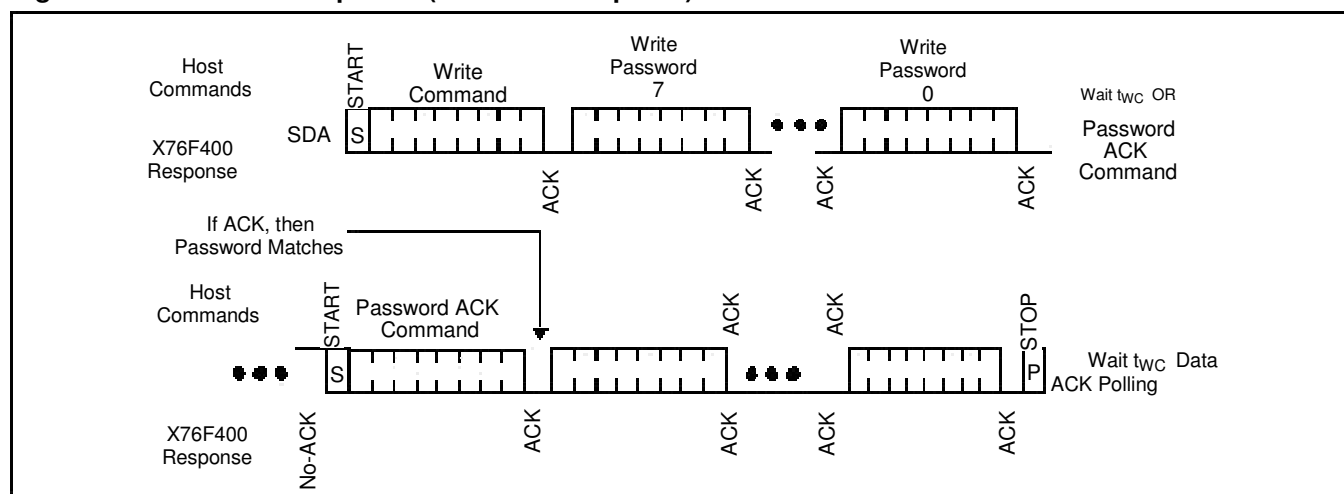 Host
Commands
START
Write
Command
Write
Password
7
Write
Password
0
Wait tWC OR
Password
ACK
Command
SDA
S
X76F400
Response
ACK
ACK
ACK
ACK
If ACK, then
Password Matches
Host
Commands
START
Password ACK
Command
ACK
ACK
STOP
S
P
Wait tWC Data
ACK Polling
X76F400
Response
No-ACK
ACK
ACK
ACK
ACK